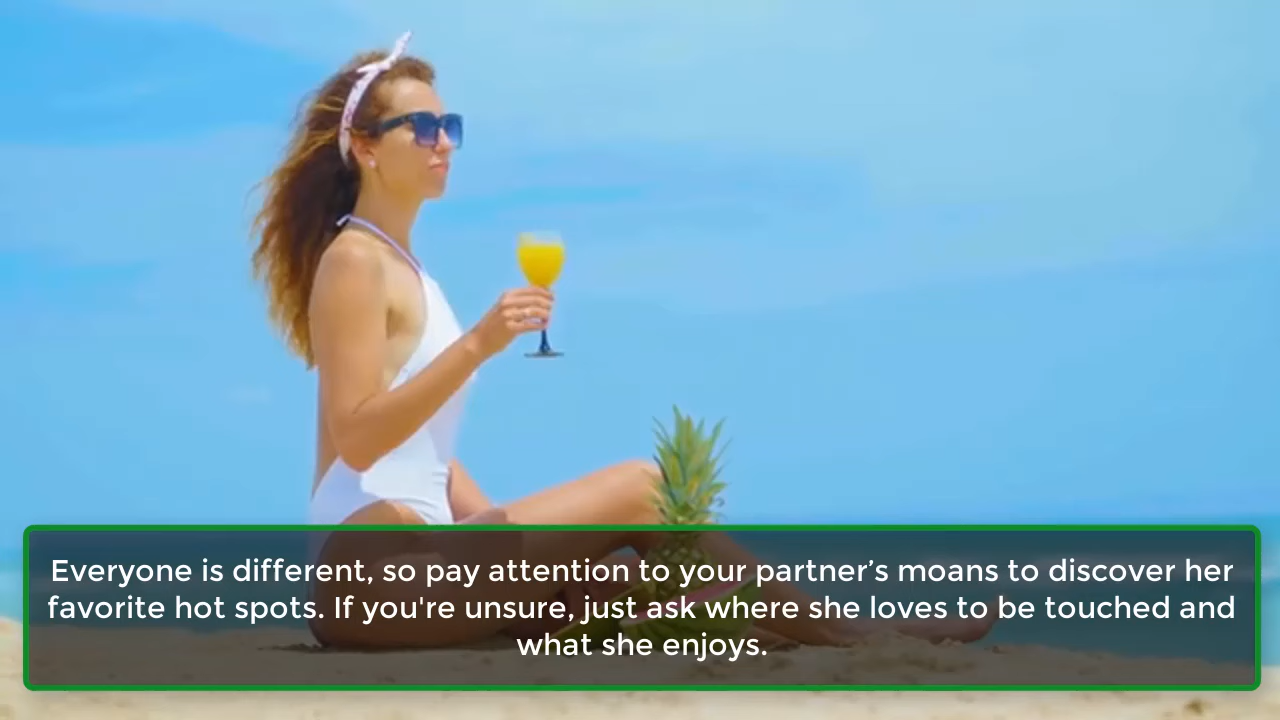 Everyone is different, so pay attention to your partner’s moans to discover her
favorite hot spots. If you're unsure, just ask where she loves to be touched and
what she enjoys.